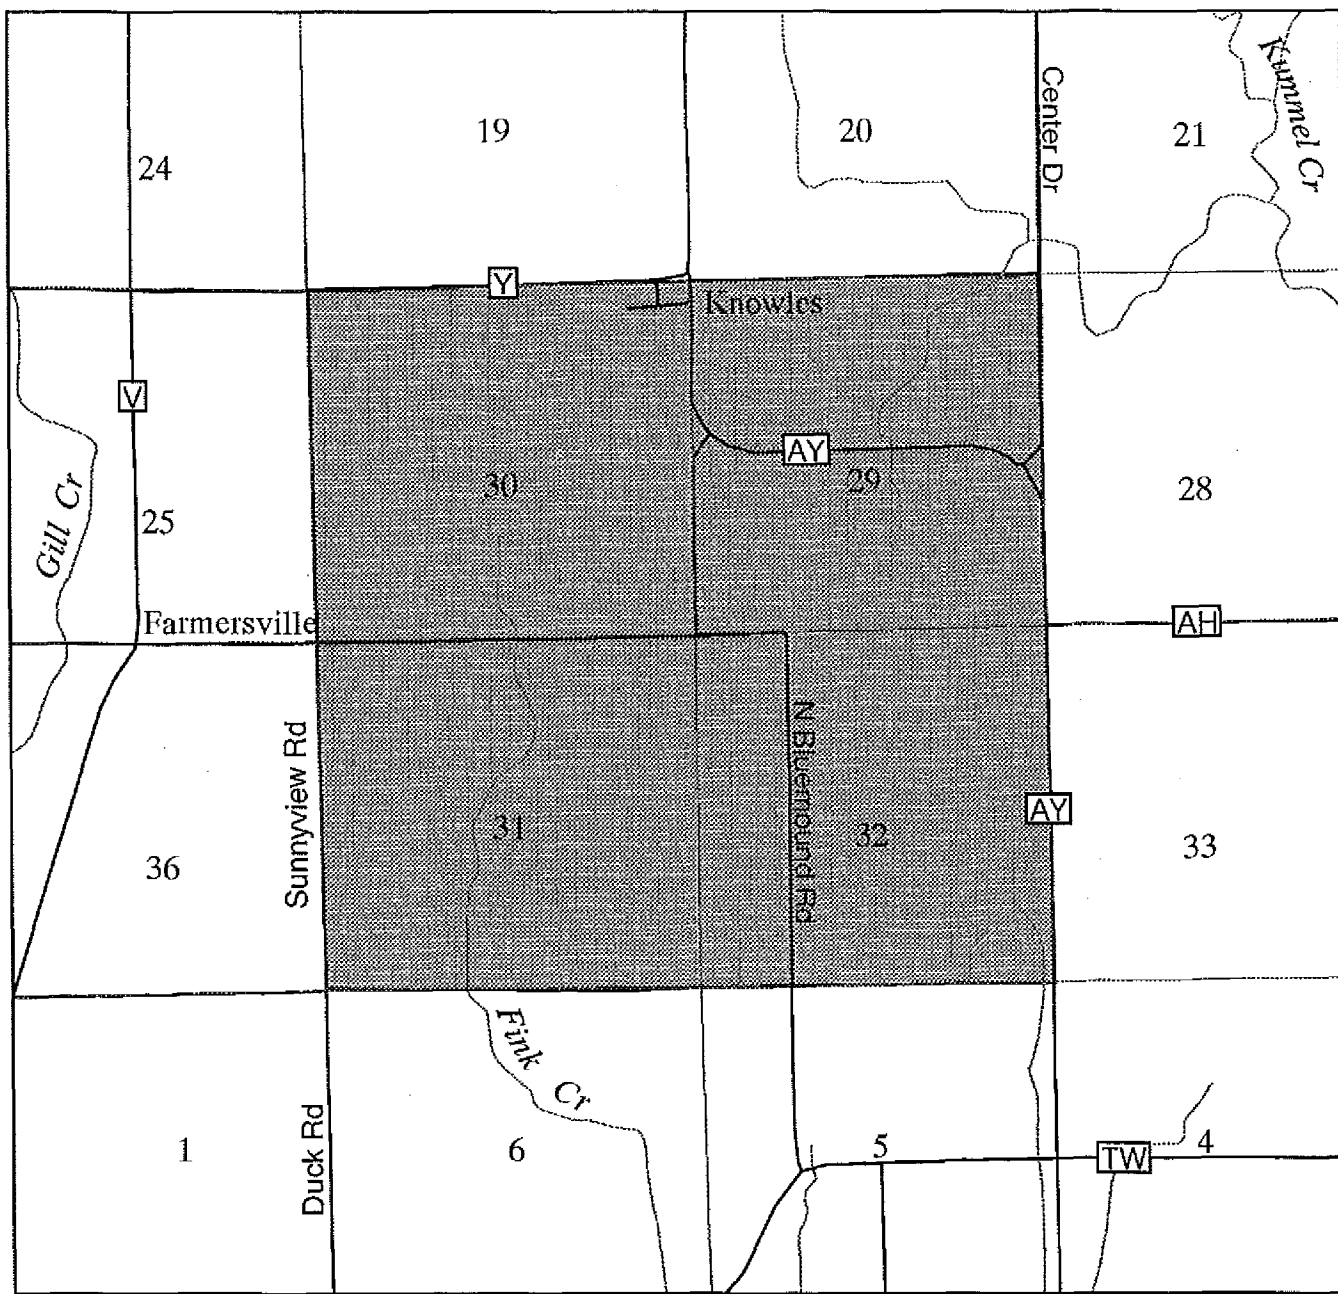 19
20
21
Center Dr
Kummel Cr
24
Y
Knowles
V
AY
30
29
28
25
Gill Cr
Farmersville
AH
Sunnyview Rd
N Bluemound Rd
AY
31
32
33
36
Fink Cr
Duck Rd
1
6
5
4
TW